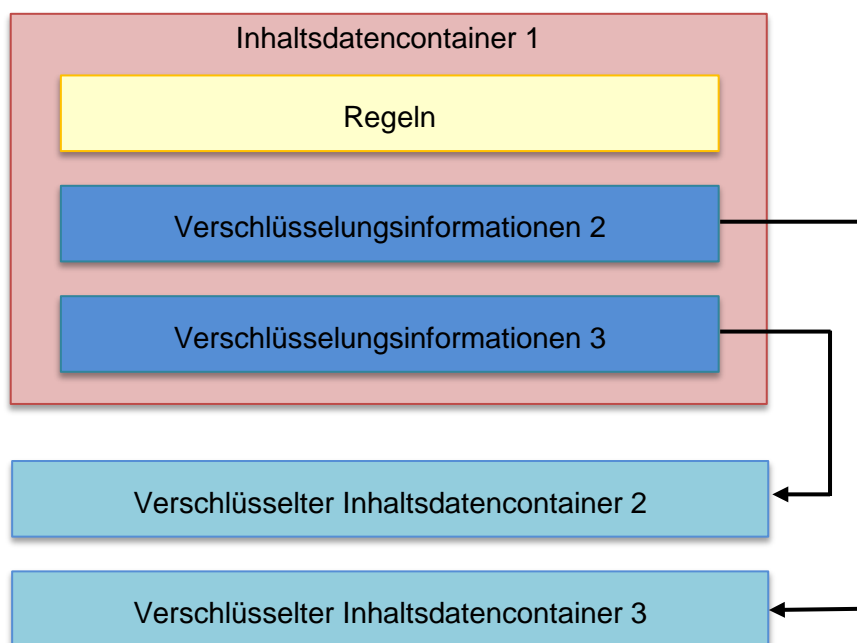 Inhaltsdatencontainer 1
Regeln
Verschlüsselungsinformationen 2
Verschlüsselungsinformationen 3
Verschlüsselter Inhaltsdatencontainer 2
Verschlüsselter Inhaltsdatencontainer 3